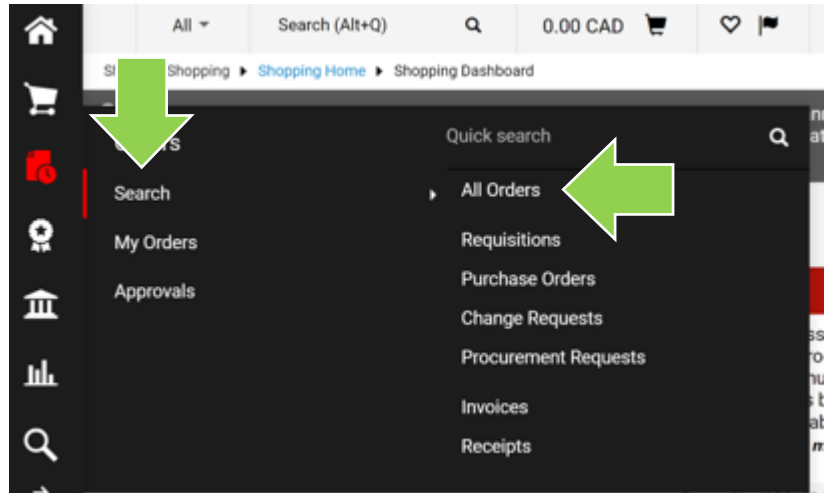 All Search (Alt+Q) 0.00 CAD
Shopping Shopping Home Shopping Dashboard
Quick search
Search
All Orders
My Orders
Requisitions
Approvals
Purchase Orders
Change Requests
Procurement Requests
Invoices
Receipts